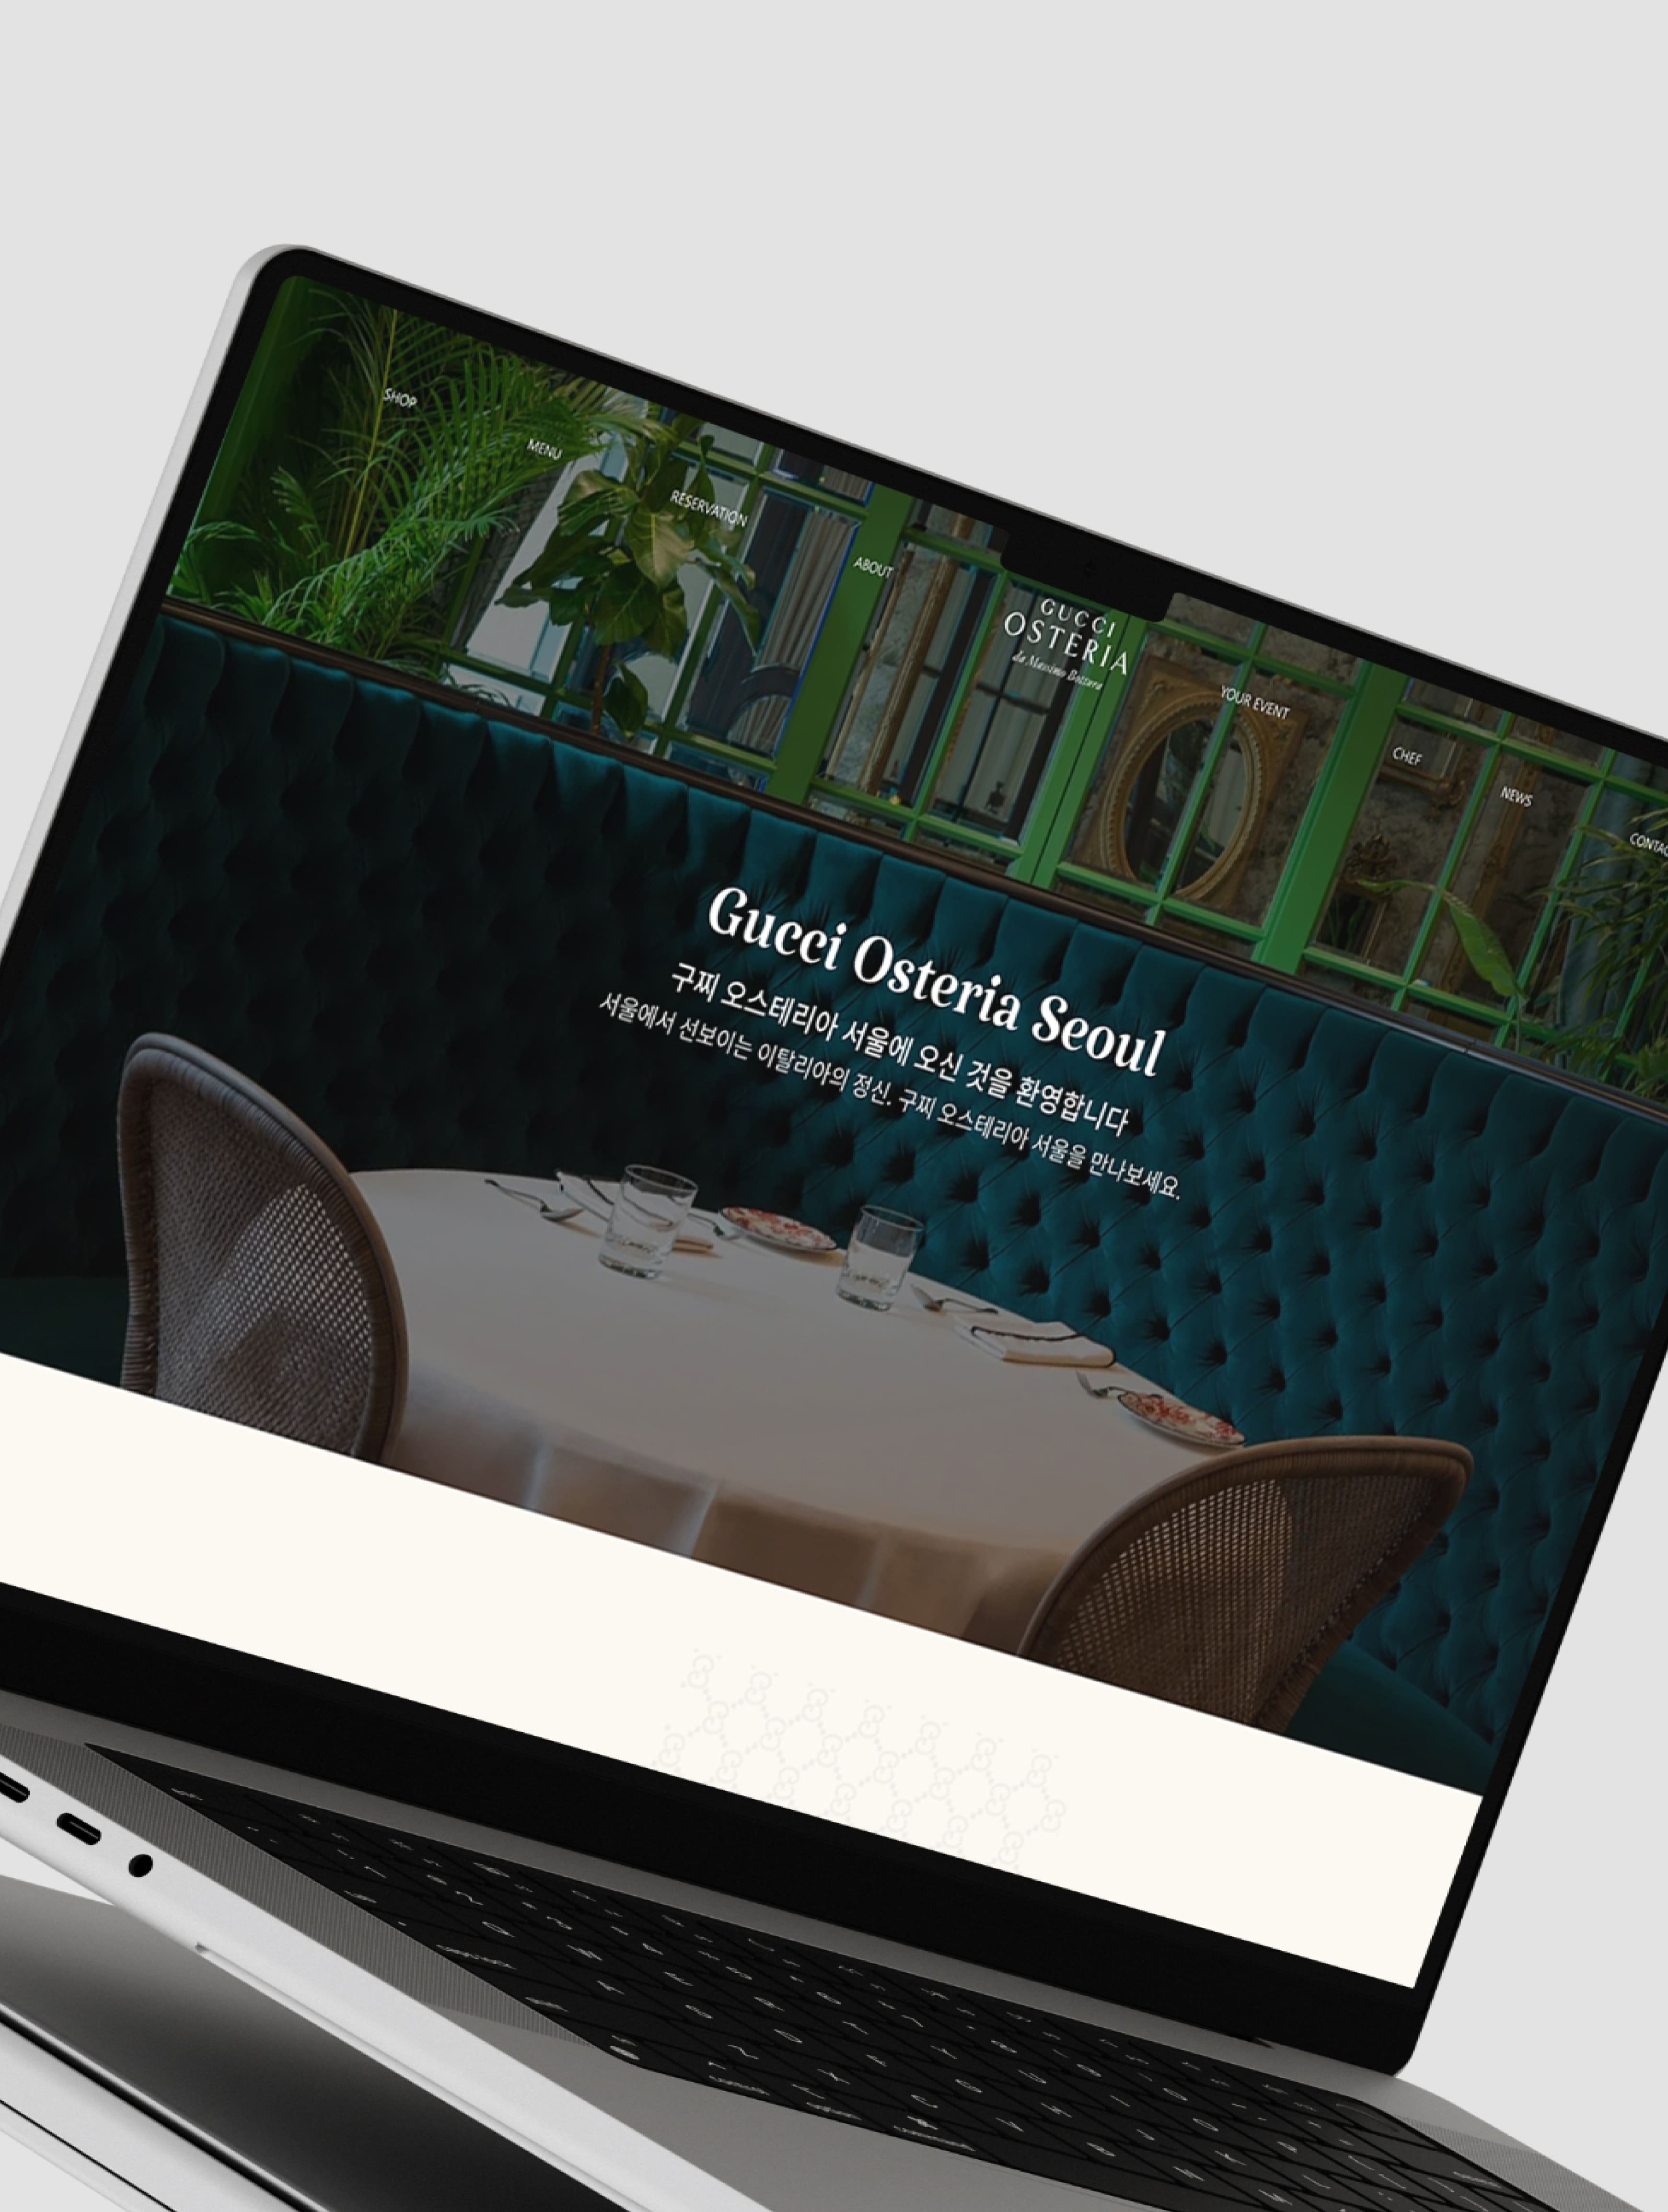 SHOP
MENU
RESERVATION
ABOUT
GUCCI
OSTERIA
da Massimo Bottura
YOUR EVENT
CHEF
NEWS
Gucci Osteria Seoul
구찌 오스테리아 서울에 오신 것을 환영합니다
서울에서 선보이는 이탈리아의 정신. 구찌 오스테리아 서울을 만나보세요.